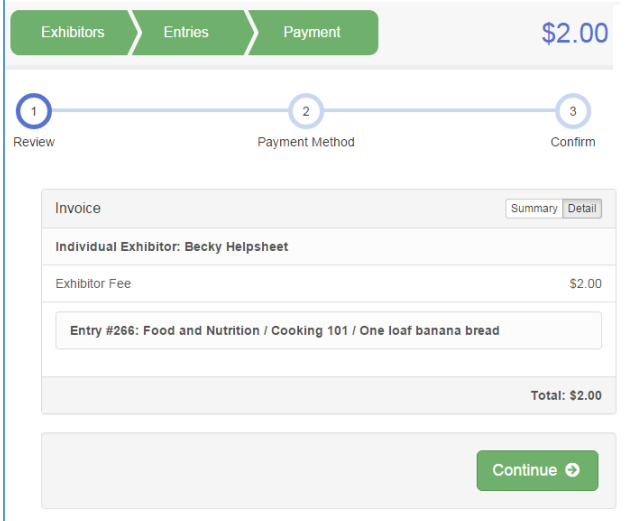 Exhibitors Entries Payment $2.00
1 2 3
Review Payment Method Confirm
Invoice Summary Detail
Individual Exhibitor: Becky Helpsheet
Exhibitor Fee $2.00
Entry #266: Food and Nutrition / Cooking 101 / One loaf banana bread
Total: $2.00
Continue